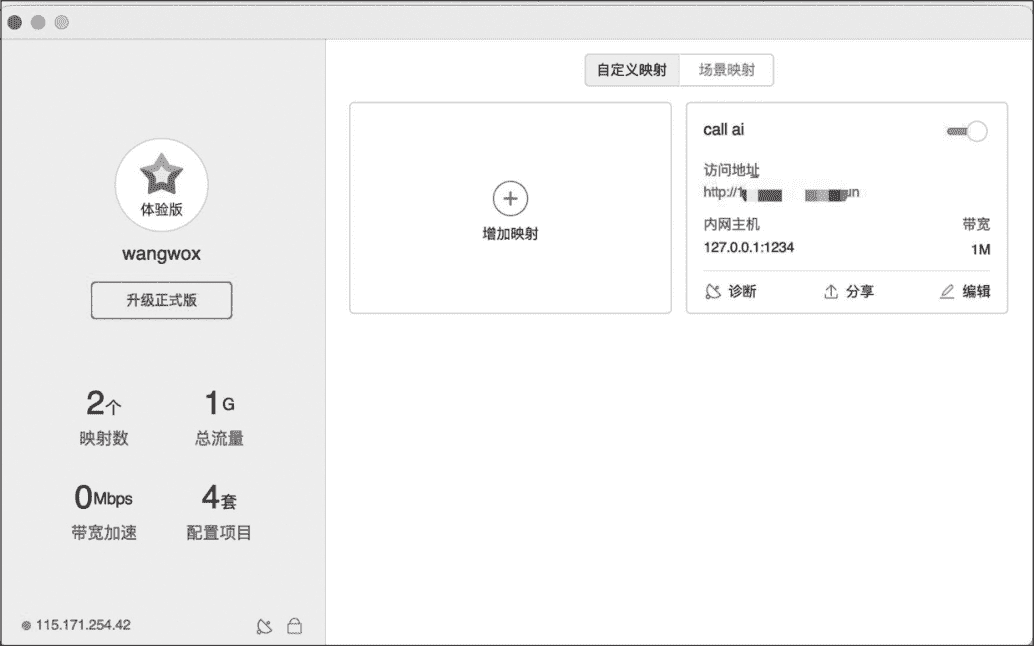 体验版
wangwox
升级正式版
2个
映射数
1G
总流量
0Mbps
带宽加速
4套
配置项目
115.171.254.42
自定义映射
场景映射
增加映射
call ai
访问地址
http://
内网主机
带宽
127.0.0.1:1234
1M
诊断
分享
编辑